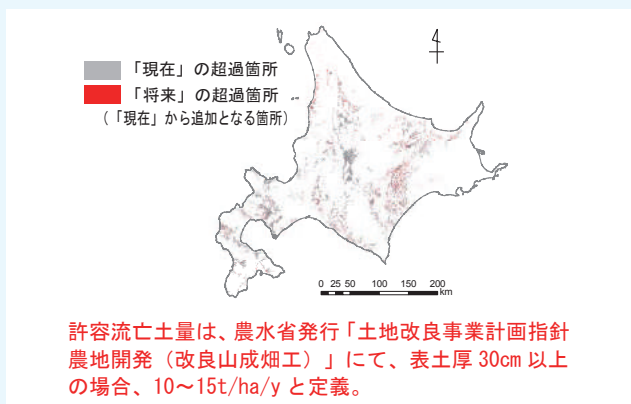 「現在」の超過箇所
「将来」の超過箇所
（「現在」から追加となる箇所）
4
0 25 50 100 150 200
km
許容流亡土量は、農水省発行「土地改良事業計画指針
農地開発（改良山成畑工）」にて、表土厚 30cm 以上
の場合、10～15t/ha/y と定義。